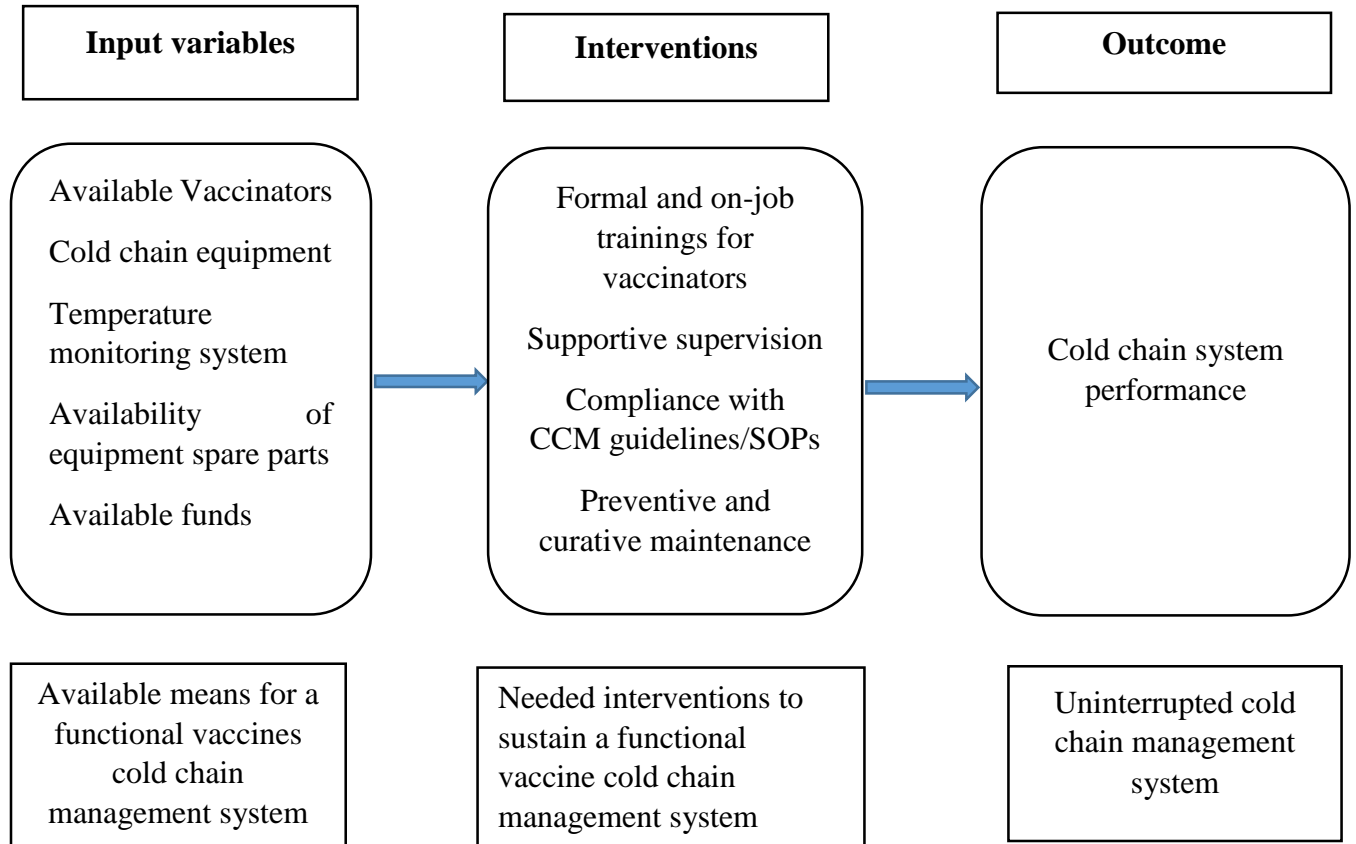 Input variables
Interventions
Outcome
Available Vaccinators
Cold chain equipment
Temperature
monitoring system
Availability of
equipment spare parts
Available funds
Formal and on-job
trainings for
vaccinators
Supportive supervision
Compliance with
CCM guidelines/SOPs
Preventive and
curative maintenance
Cold chain system
performance
Available means for a
functional vaccines
cold chain
management system
Needed interventions to
sustain a functional
vaccine cold chain
management system
Uninterrupted cold
chain management
system